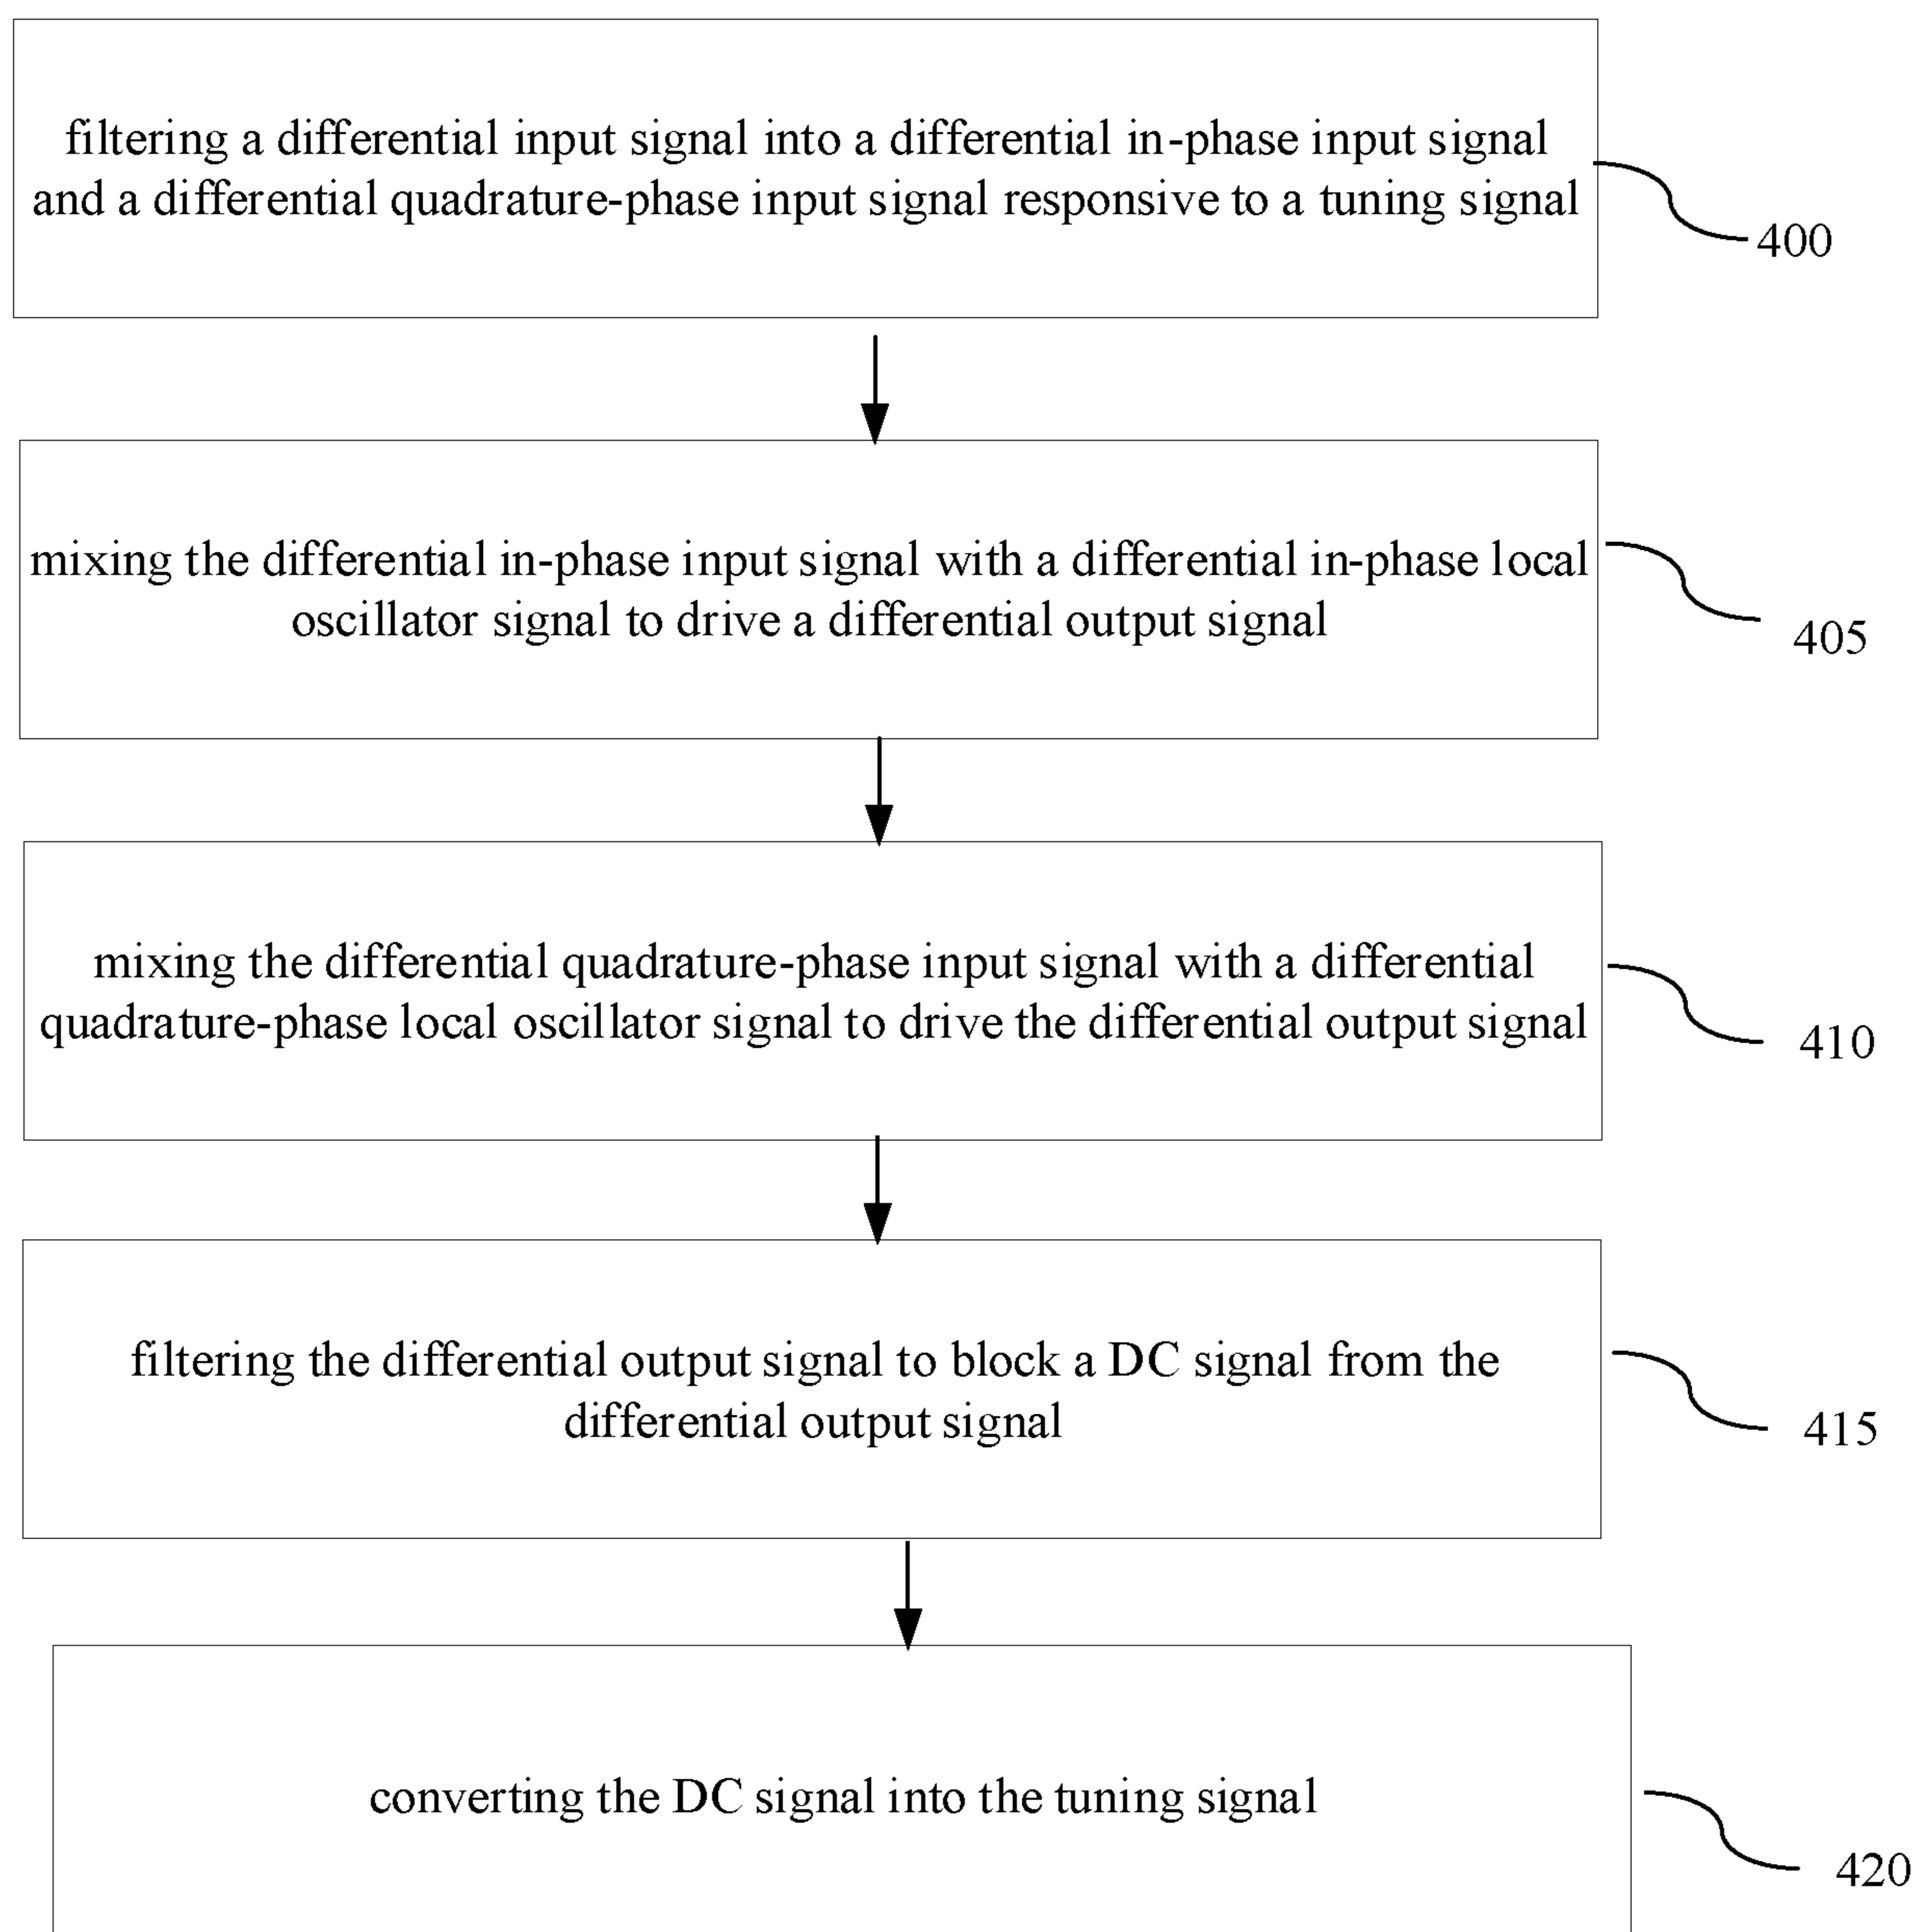 filtering a differential input signal into a differential in-phase input signal
and a differential quadrature-phase input signal responsive to a tuning signal
400
mixing the differential in-phase input signal with a differential in-phase local
oscillator signal to drive a differential output signal
405
mixing the differential quadrature-phase input signal with a differential
quadrature-phase local oscillator signal to drive the differential output signal
410
filtering the differential output signal to block a DC signal from the
differential output signal
415
converting the DC signal into the tuning signal
420